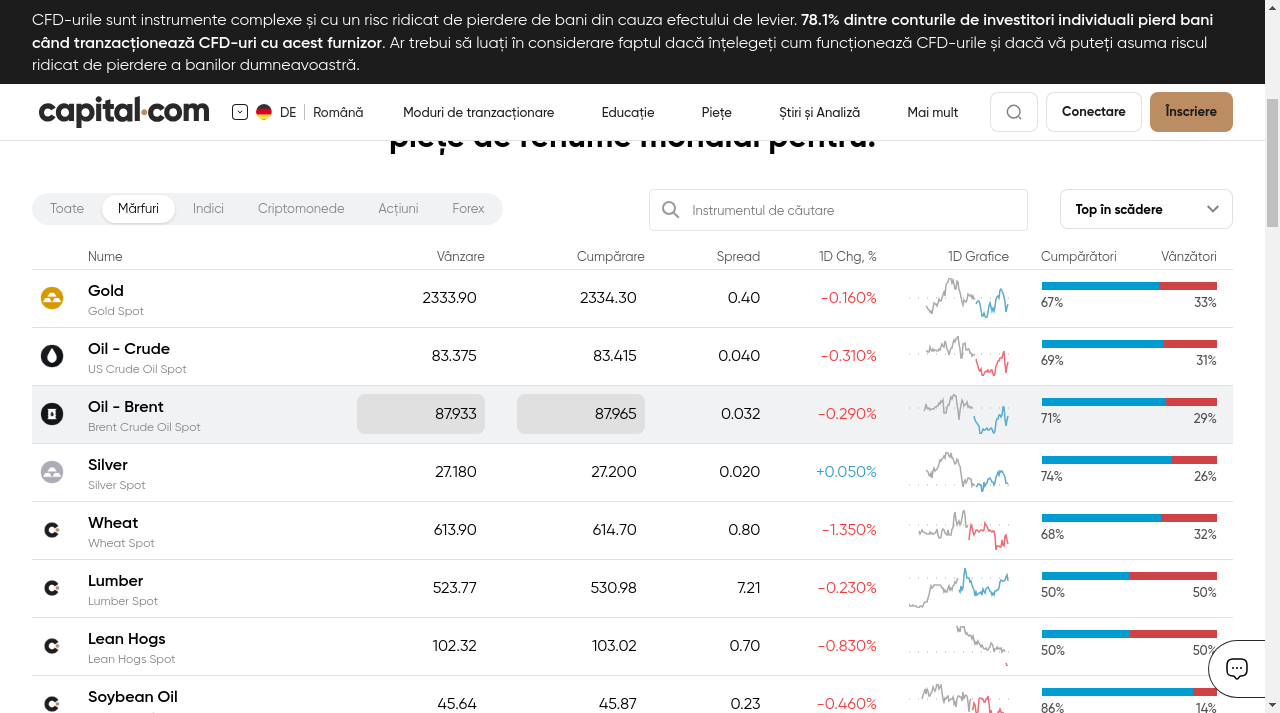 CFD-urile sunt instrumente complexe și cu un risc ridicat de pierdere de bani din cauza efectului de levier. 78.1% dintre conturile de investitori individuali pierd bani
când tranzacționează CFD-uri cu acest furnizor. Ar trebui să luați în considerare faptul dacă înțelegeți cum funcționează CFD-urile și dacă vă puteți asuma riscul
ridicat de pierdere a banilor dumneavoastră.
capital.com DE Română Moduri de tranzacționare Educație Piețe Știri și Analiză Mai mult Conectare Înscriere
piețe de renume mondial pentru:
Toate Mărfuri Indici Criptomonede Acțiuni Forex Instrumentul de căutare Top în scădere
Nume Vânzare Cumpărare Spread 1D Chg, % 1D Grafice Cumpărători Vânzători
Gold 2333.90 2334.30 0.40 -0.160% 67% 33%
Gold Spot
Oil - Crude 83.375 83.415 0.040 -0.310% 69% 31%
US Crude Oil Spot
Oil - Brent 87.933 87.965 0.032 -0.290% 71% 29%
Brent Crude Oil Spot
Silver 27.180 27.200 0.020 +0.050% 74% 26%
Silver Spot
Wheat 613.90 614.70 0.80 -1.350% 68% 32%
Wheat Spot
Lumber 523.77 530.98 7.21 -0.230% 50% 50%
Lumber Spot
Lean Hogs 102.32 103.02 0.70 -0.830% 50% 50%
Lean Hogs Spot
Soybean Oil 45.64 45.87 0.23 -0.460% 86% 14%